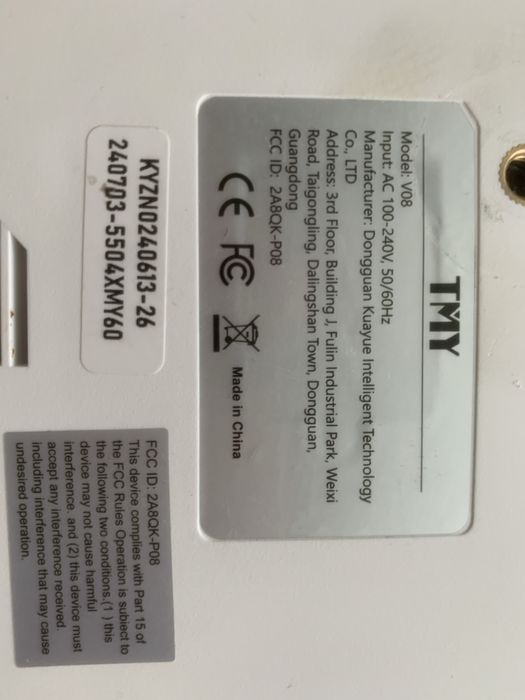 TMY
Model: V08
Input: AC 100-240V, 50/60Hz
Manufacturer: Dongguan Kuayue Intelligent Technology
Co., LTD
Address: 3rd Floor, Building J, Fulin Industrial Park, Weixi
Road, Taigongling, Dalingshan Town, Dongguan,
Guangdong
FCC ID: 2A8QK-P08
CE FC Made in China
KYZN0240613-26
240703-5504XMY60
FCC ID: 2A8QK-P08
This device complies with Part 15 of
the FCC Rules Operation is subiect to
the following two conditions.(1 ) this
device may not cause harmful
interference. and (2) this device must
accept any interference received.
including interference that may cause
undesired operation.